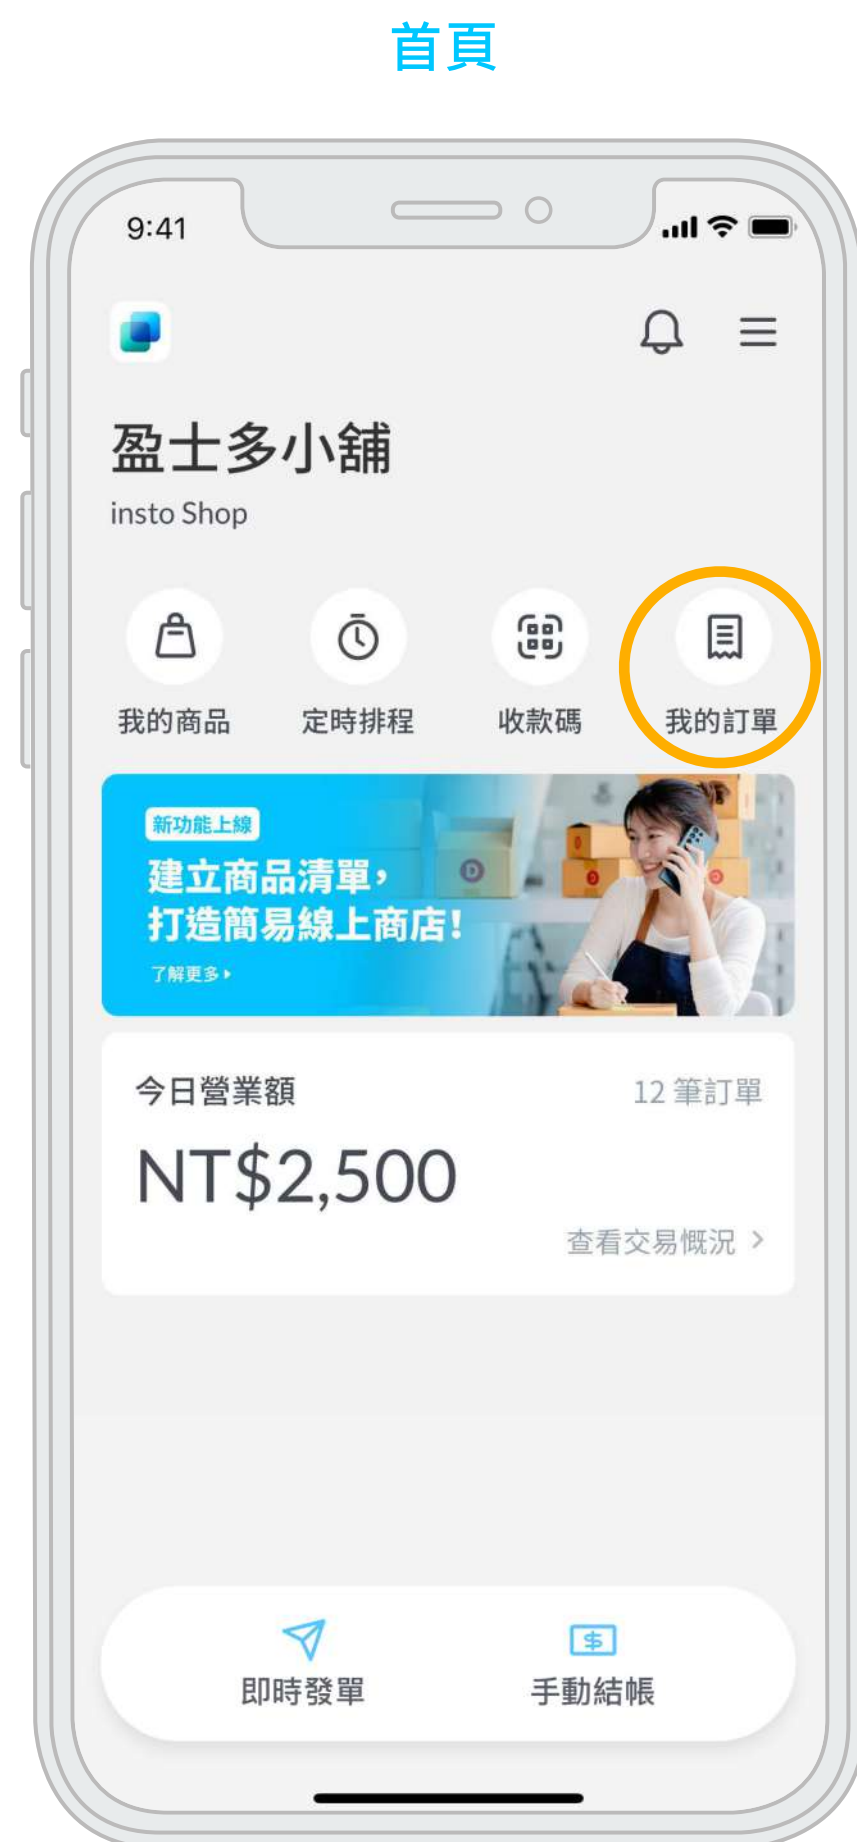 首頁
9:41
盈士多小舖
insto Shop
我的商品 定時排程 收款碼 我的訂單
新功能上線
建立商品清單，
打造簡易線上商店！
了解更多
今日營業額 12 筆訂單
NT$2,500
查看交易慨況
即時發單 手動結帳